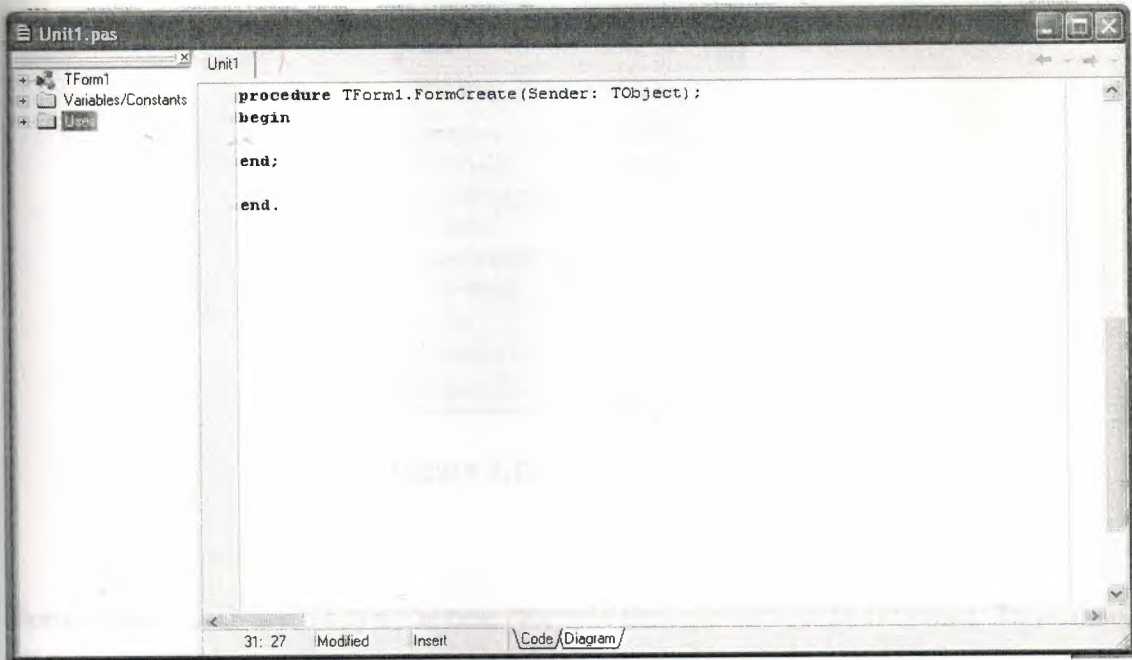 Unit1.pas
TForm1
Variables/Constants
Uses
Unit1
procedure TForm1.FormCreate(Sender: TObject);
begin
end;
end.
31: 27 Modified Insert Code Diagram